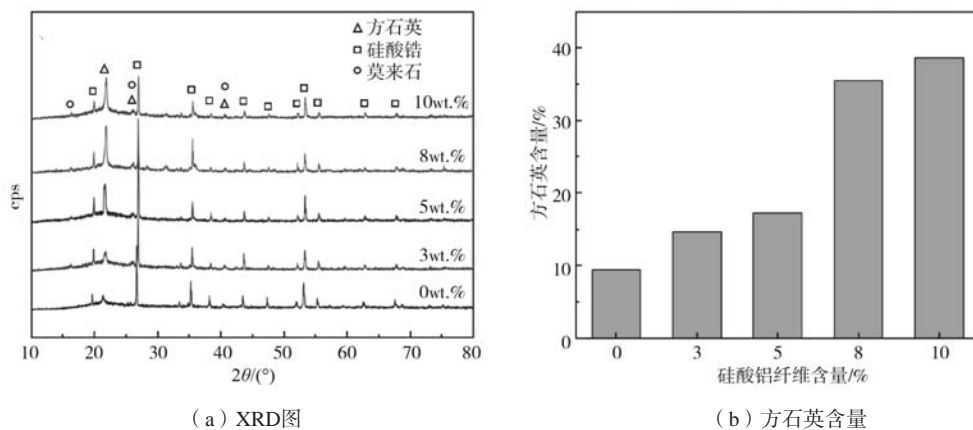 △ 方石英
□ 硅酸锆
○ 莫来石
10wt.%
8wt.%
5wt.%
3wt.%
0wt.%
cps
10 20 30 40 50 60 70 80
2θ/(°)
(a)XRD图
40
30
20
10
0
方石英含量/%
0 3 5 8 10
硅酸铝纤维含量/%
(b)方石英含量